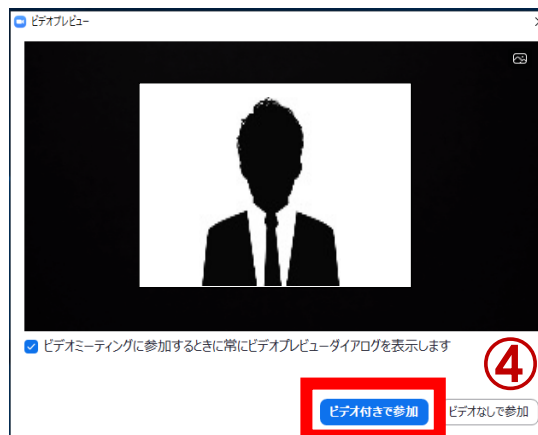 ビデオプレビュー
ビデオミーティングに参加するときに常にビデオプレビューダイアログを表示します
④
ビデオ付きで参加 ビデオなしで参加